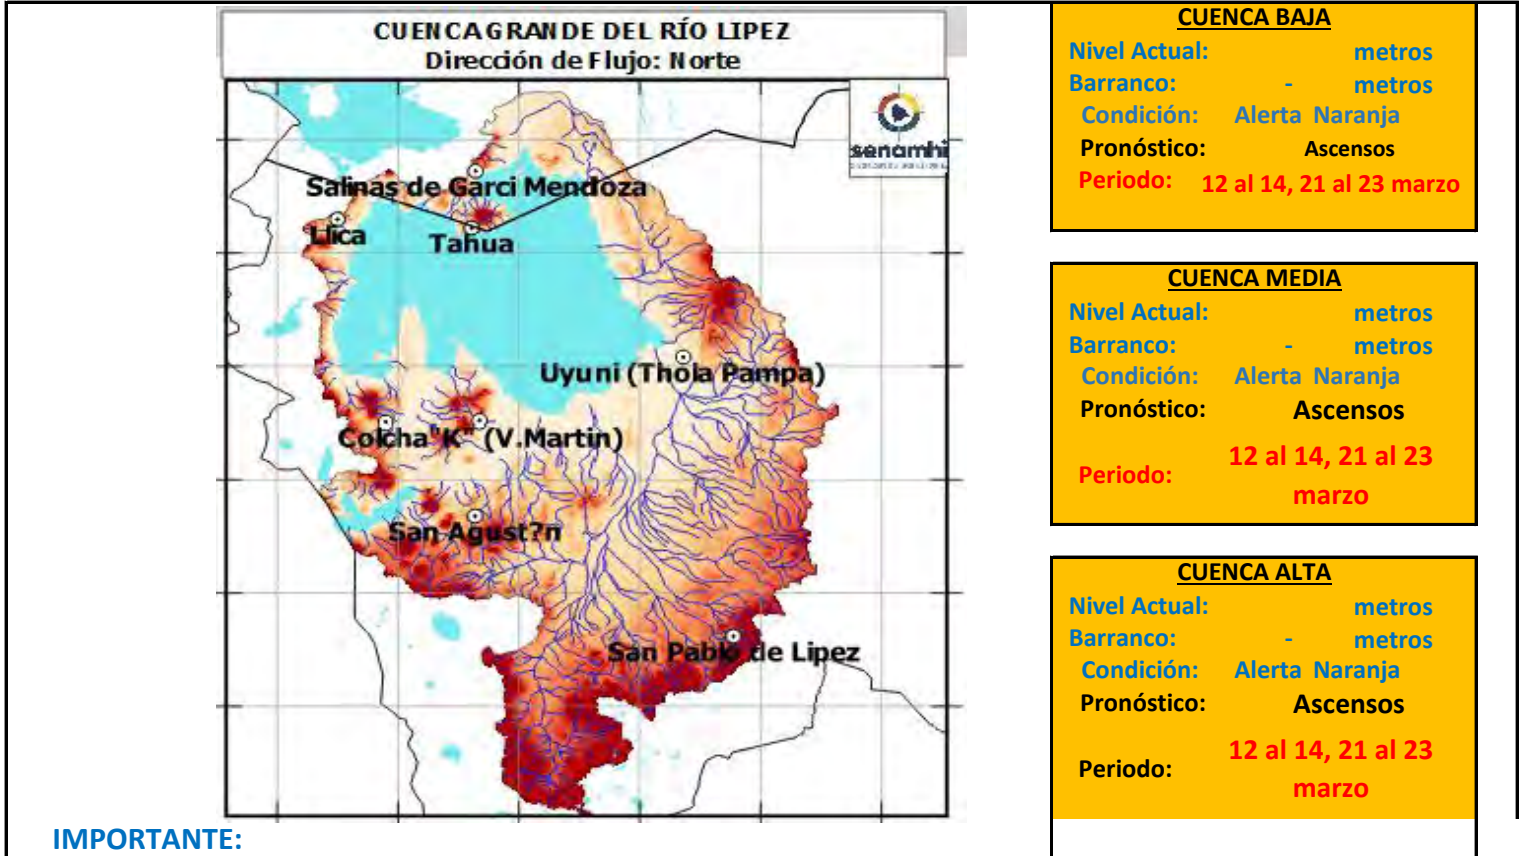 CUENCA GRANDE DEL RÍO LIPEZ
Dirección de Flujo: Norte
senamhi
Salinas de Garci Mendoza
Llica
Tahua
Uyuni (Thola Pampa)
Colcha"K" (V.Martin)
San Agust?n
San Pablo de Lipez
CUENCA BAJA
Nivel Actual: metros
Barranco: - metros
Condición: Alerta Naranja
Pronóstico: Ascensos
Periodo: 12 al 14, 21 al 23 marzo
CUENCA MEDIA
Nivel Actual: metros
Barranco: - metros
Condición: Alerta Naranja
Pronóstico: Ascensos
Periodo: 12 al 14, 21 al 23
marzo
CUENCA ALTA
Nivel Actual: metros
Barranco: - metros
Condición: Alerta Naranja
Pronóstico: Ascensos
Periodo: 12 al 14, 21 al 23
marzo
IMPORTANTE: